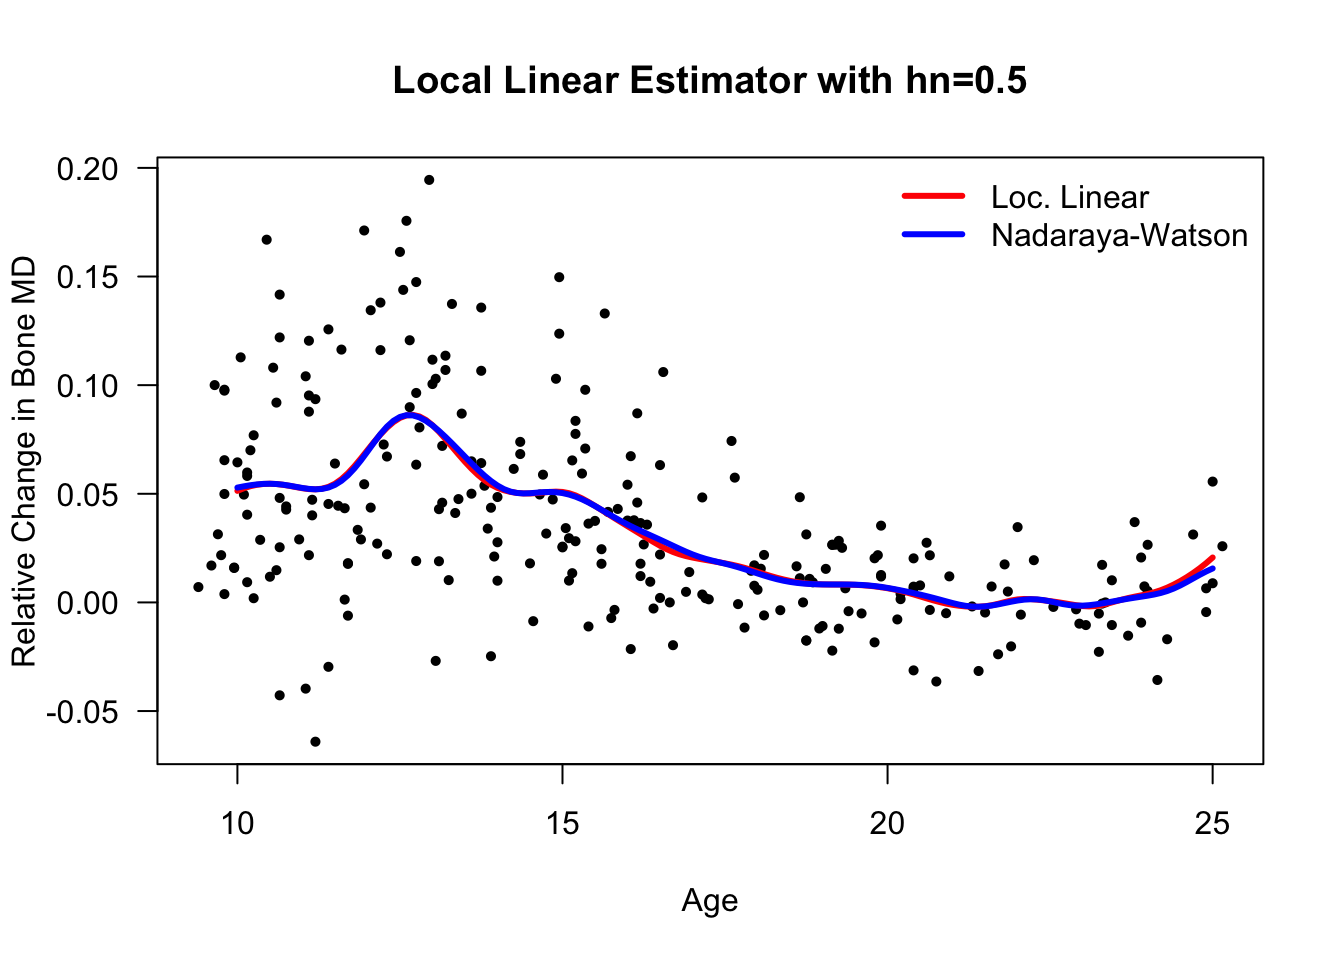 Local Linear Estimator with hn=0.5
Relative Change in Bone MD
0.20
0.15
0.10
0.05
0.00
-0.05
Loc. Linear
Nadaraya-Watson
10
15
20
25
Age